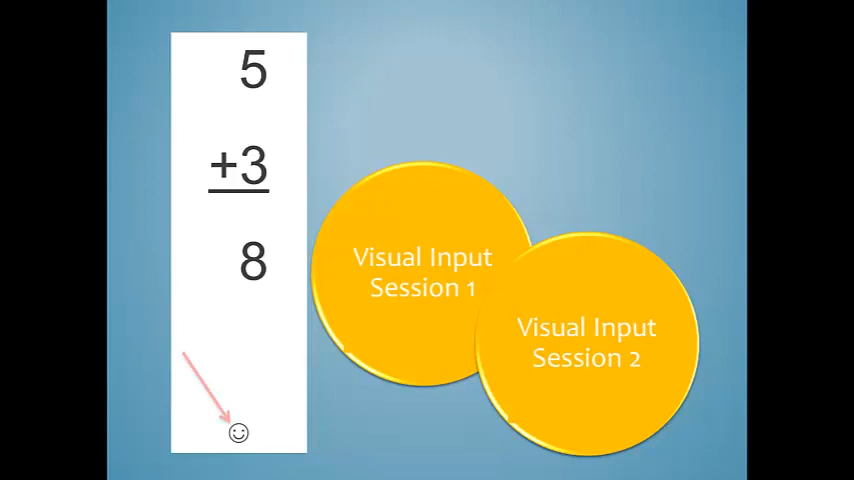 5
+3
8
☺
Visual Input
Session 1
Visual Input
Session 2